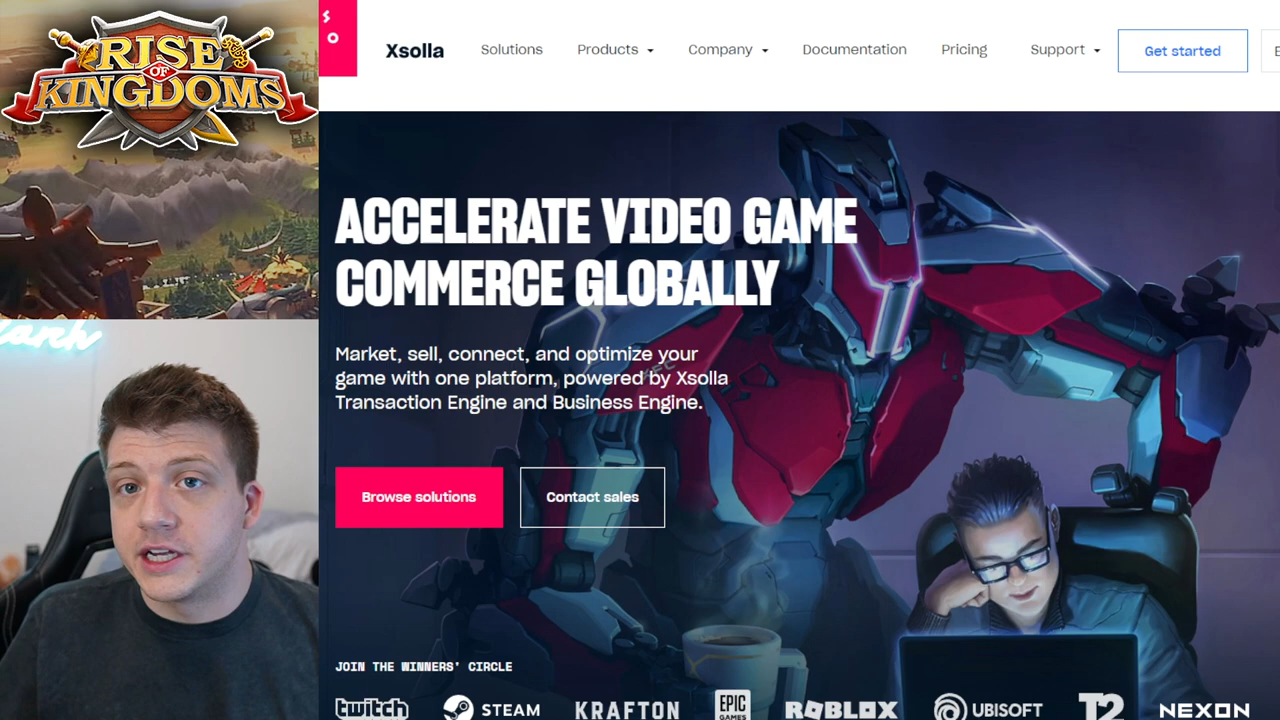 RISE
OF
KINGDOMS
S
O
Xsolla
Solutions
Products
Company
Documentation
Pricing
Support
Get started
E
ACCELERATE VIDEO GAME
COMMERCE GLOBALLY
Market, sell, connect, and optimize your
game with one platform, powered by Xsolla
Transaction Engine and Business Engine.
Browse solutions
Contact sales
JOIN THE WINNERS' CIRCLE
twitch
STEAM
KRAFTON
EPIC
GAMES
ROBLOX
UBISOFT
T2
NEXON